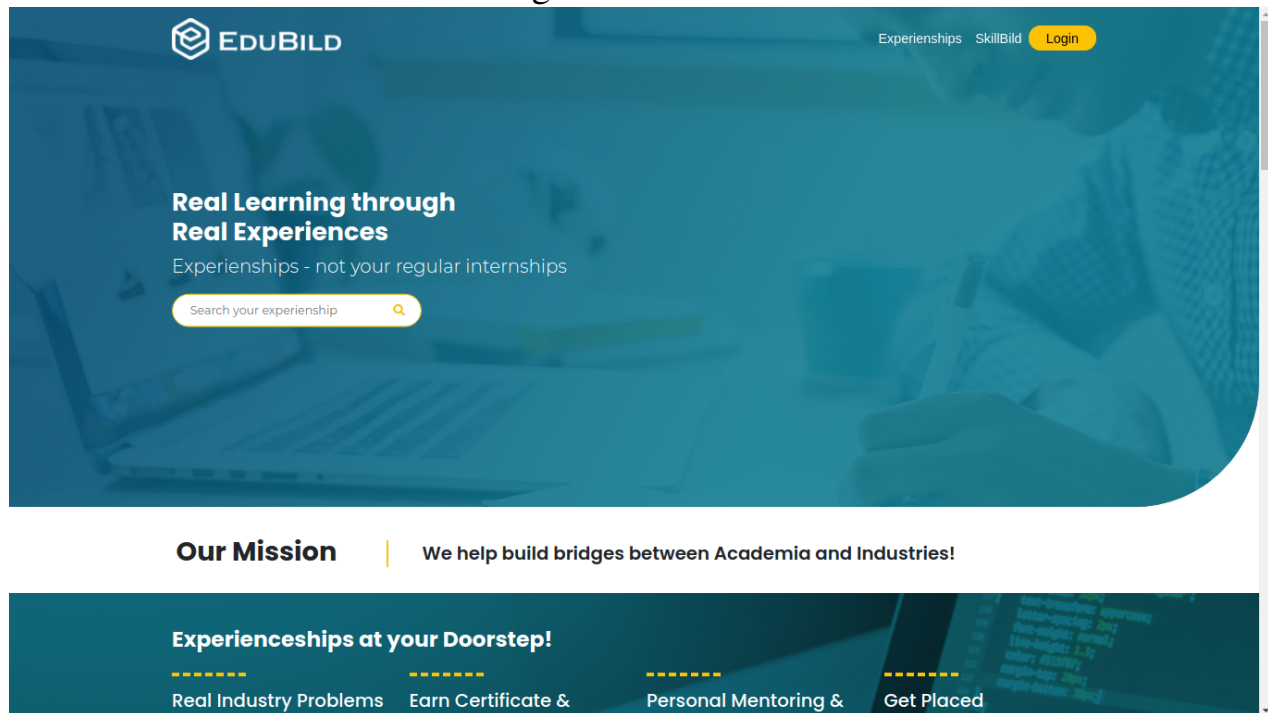 EDUBILD
Experienships SkillBild Login
Real Learning through
Real Experiences
Experienships - not your regular internships
Search your experienship
Our Mission
We help build bridges between Academia and Industries!
Experienceships at your Doorstep!
Real Industry Problems
Earn Certificate &
Personal Mentoring &
Get Placed